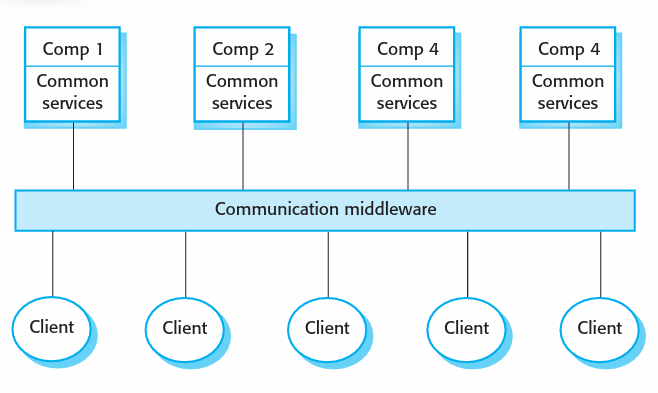 Comp 1
Common
services
Comp 2
Common
services
Comp 4
Common
services
Comp 4
Common
services
Communication middleware
Client
Client
Client
Client
Client